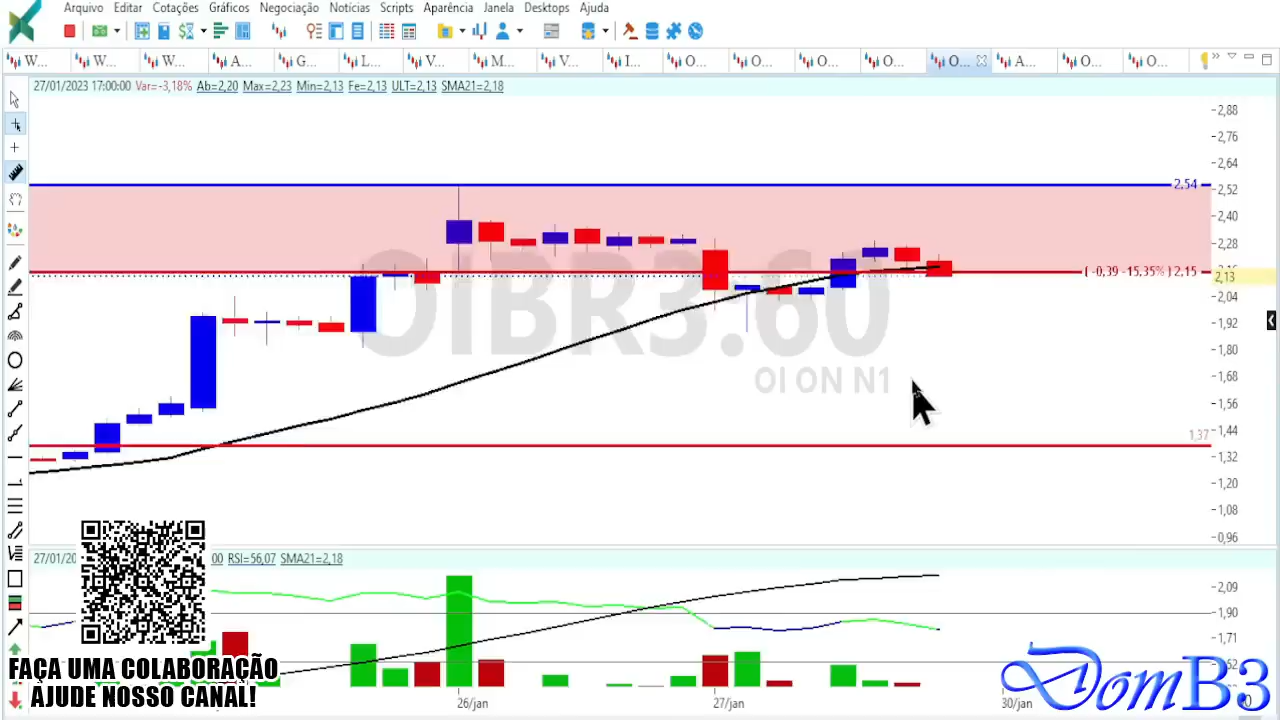 Arquivo Editar Cotações Gráficos Negociação Notícias Scripts Aparência Janela Desktops Ajuda
W... W... W... A... G... L... V... M... V... I... O... O... O... O... O... A... O... O...
27/01/2023 17:00:00 Var=-3,18% Ab=2,20 Max=2,23 Min=2,13 Fe=2,13 ULT=2,13 SMA21=2,18
2,88
2,76
2,64
2,54
2,52
2,40
2,28
( -0,39 -15,35% ) 2,15
2,13
2,04
1,92
1,80
1,68
1,56
1,44
1,37
1,32
1,20
1,08
0,96
OIBR3.60
OI ON N1
27/01/20 00 RSI=56,07 SMA21=2,18
2,09
1,90
1,71
FAÇA UMA COLABORAÇÃO
AJUDE NOSSO CANAL!
26/jan 27/jan 30/jan
DomB3